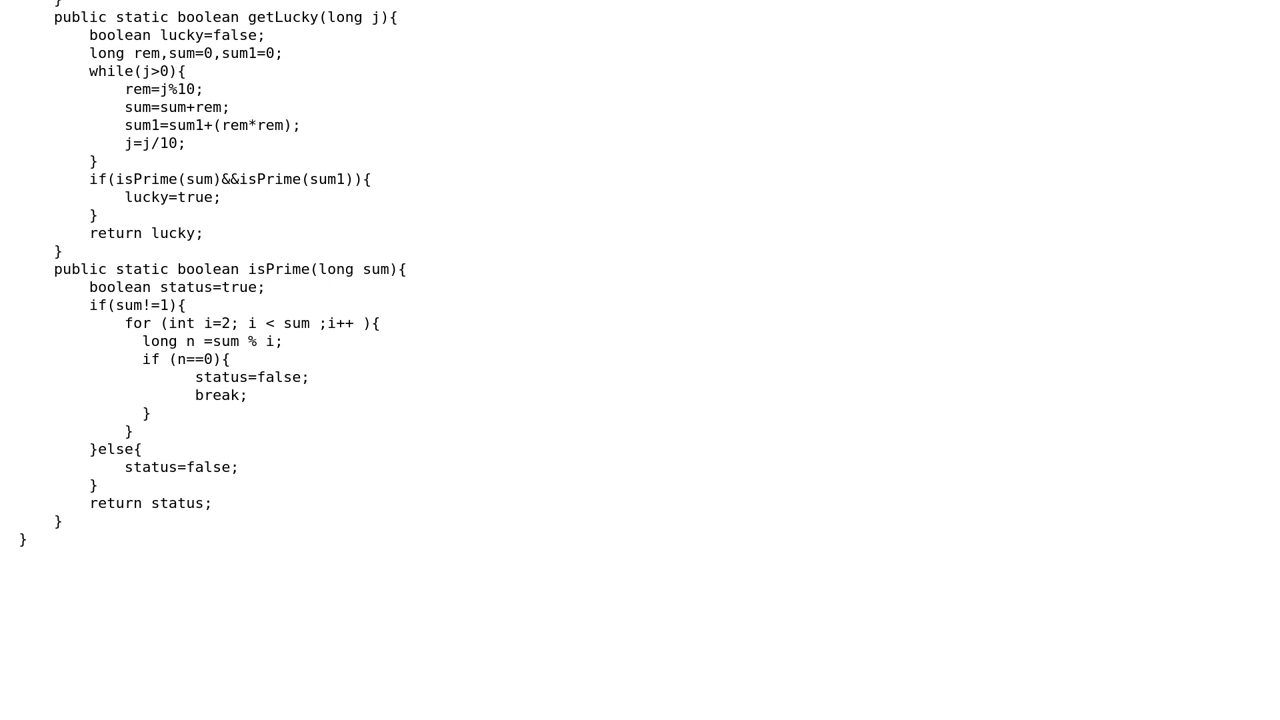 }
    public static boolean getLucky(long j){
        boolean lucky=false;
        long rem,sum=0,sum1=0;
        while(j>0){
            rem=j%10;
            sum=sum+rem;
            sum1=sum1+(rem*rem);
            j=j/10;
        }
        if(isPrime(sum)&&isPrime(sum1)){
            lucky=true;
        }
        return lucky;
    }
    public static boolean isPrime(long sum){
        boolean status=true;
        if(sum!=1){
            for (int i=2; i < sum ;i++ ){
              long n =sum % i;
              if (n==0){
                    status=false;
                    break;
              }
            }
        }else{
            status=false;
        }
        return status;
    }
}